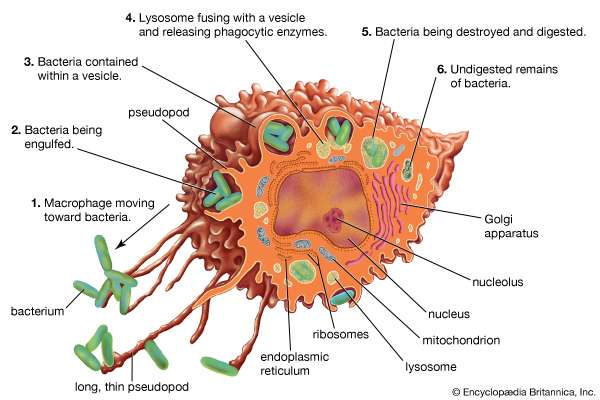 4. Lysosome fusing with a vesicle
and releasing phagocytic enzymes.
5. Bacteria being destroyed and digested.
3. Bacteria contained
within a vesicle.
6. Undigested remains
of bacteria.
pseudopod
2. Bacteria being
engulfed.
1. Macrophage moving
toward bacteria.
Golgi
apparatus
nucleolus
bacterium
nucleus
ribosomes
mitochondrion
endoplasmic
reticulum
lysosome
long, thin pseudopod
© Encyclopædia Britannica, Inc.